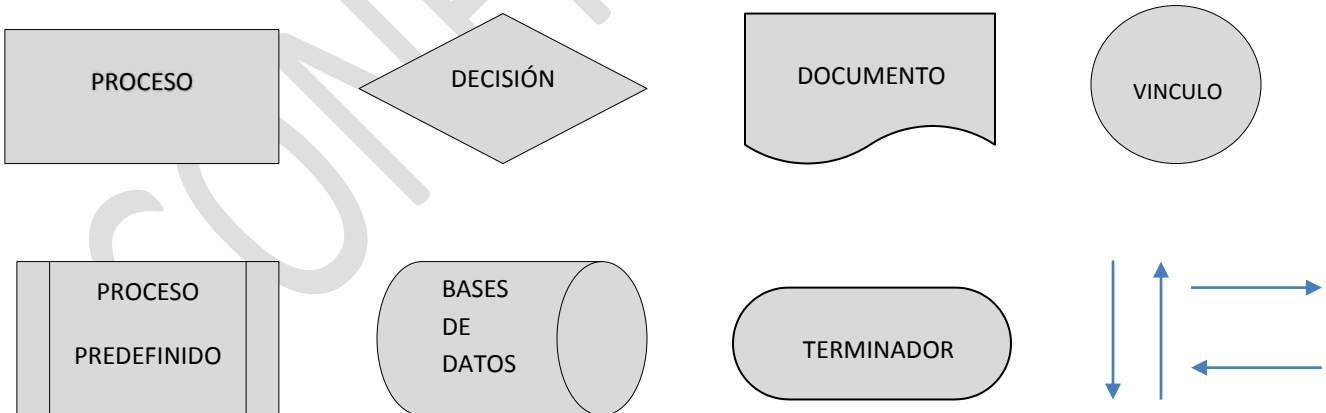 PROCESO
DECISIÓN
DOCUMENTO
VINCULO
PROCESO
PREDEFINIDO
BASES
DE
DATOS
TERMINADOR